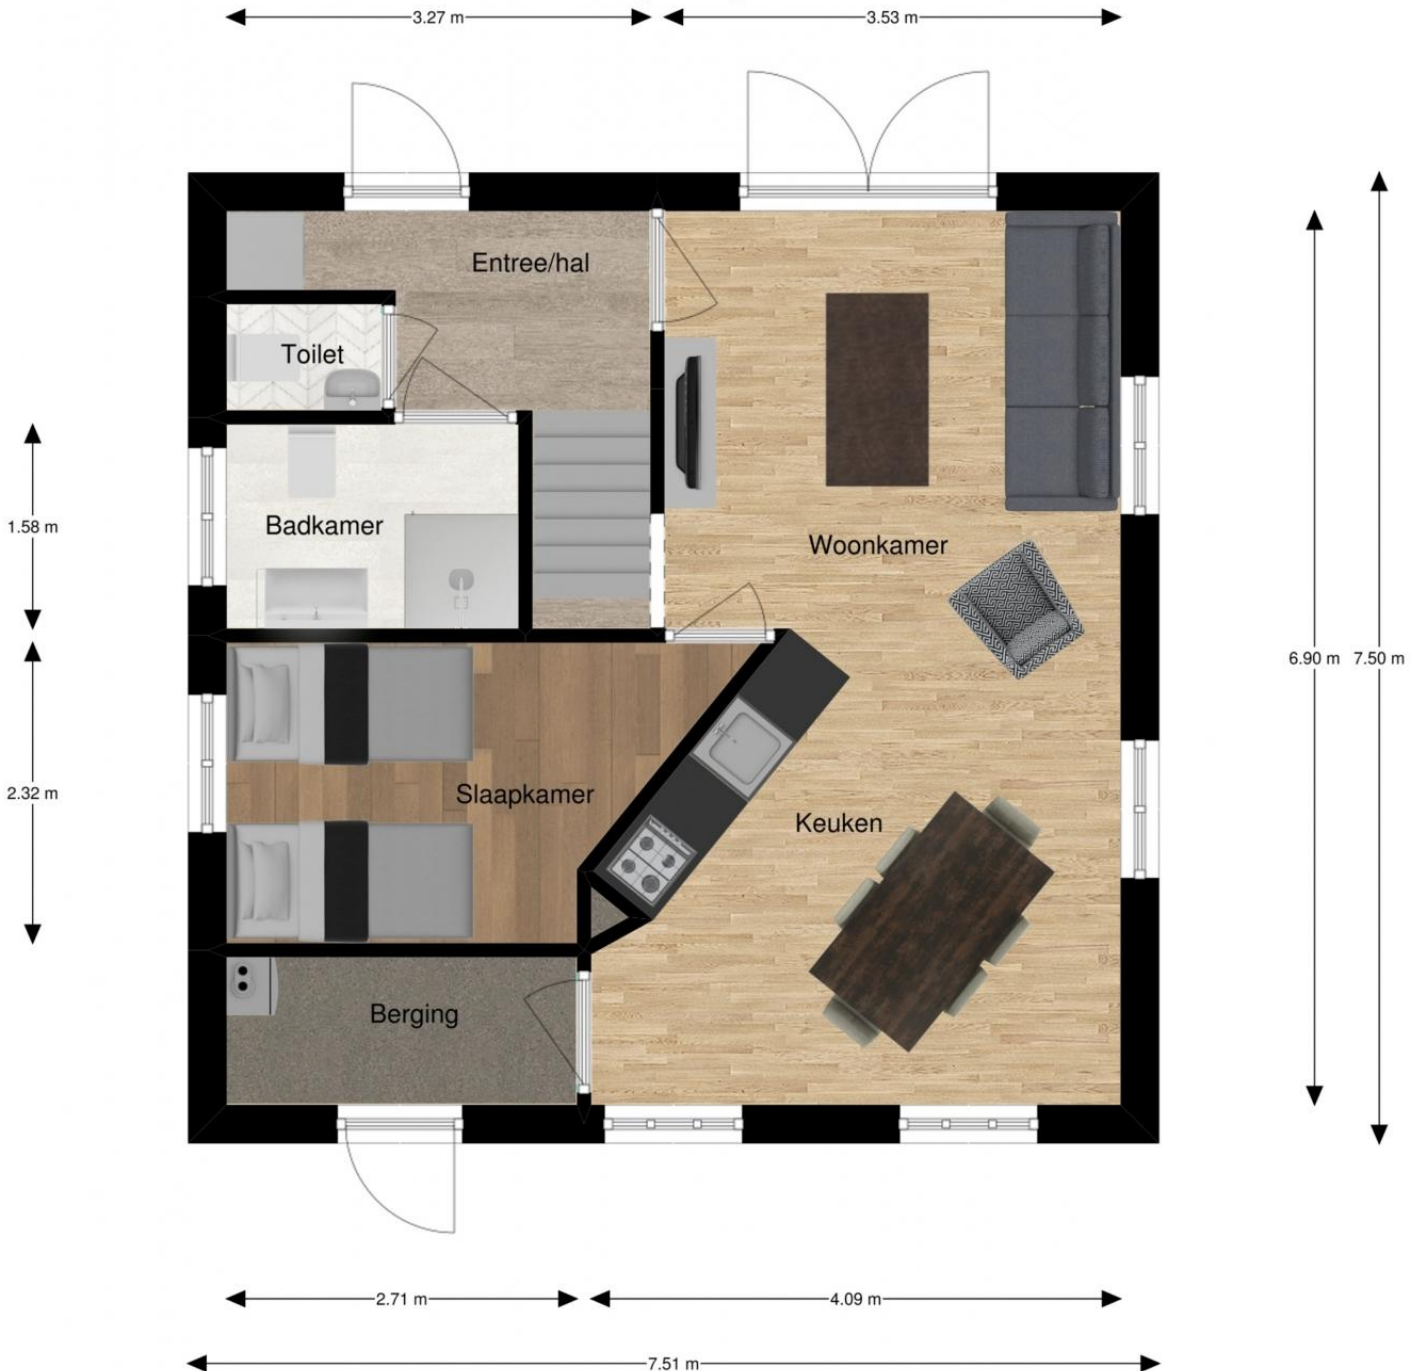 3.27 m
3.53 m
Entree/hal
Toilet
Badkamer
1.58 m
Woonkamer
6.90 m
7.50 m
Slaapkamer
2.32 m
Keuken
Berging
2.71 m
4.09 m
7.51 m